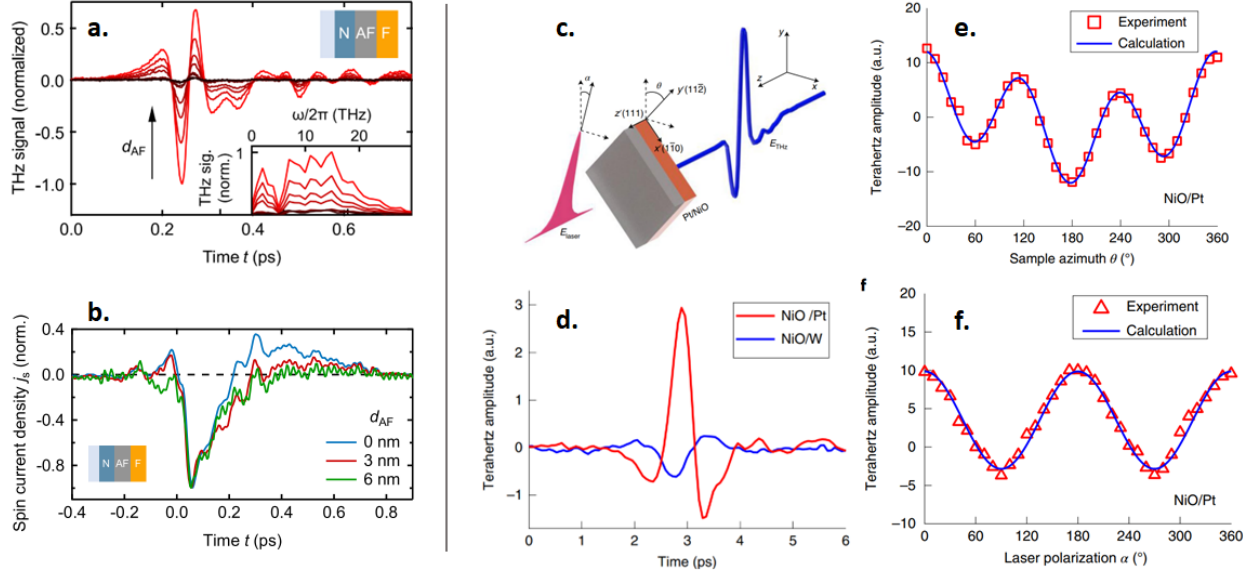 a.
N AF F
THz signal (normalized)
0.5
0.0
-0.5
-1.0
d_AF
ω/2π (THz)
0 10 20
THz sig.
(norm.)
1
0.0 0.2 0.4 0.6
Time t (ps)
b.
Spin current density j_s (norm.)
0.4
0.0
-0.4
-0.8
N AF F
d_AF
0 nm
3 nm
6 nm
-0.4 -0.2 0.0 0.2 0.4 0.6 0.8
Time t (ps)
c.
α
θ
y'(112̄)
z'(111)
x'(11̄0)
y
z
x
E_THz
Pt/NiO
E_laser
d.
NiO /Pt
NiO/W
Terahertz amplitude (a.u.)
3
2
1
0
−1
0 1 2 3 4 5 6
Time (ps)
e.
Experiment
Calculation
Terahertz amplitude (a.u.)
20
10
0
−10
−20
NiO/Pt
0 60 120 180 240 300 360
Sample azimuth θ (°)
f
f.
Experiment
Calculation
Terahertz amplitude (a.u.)
20
15
10
5
0
−5
−10
NiO/Pt
0 60 120 180 240 300 360
Laser polarization α (°)